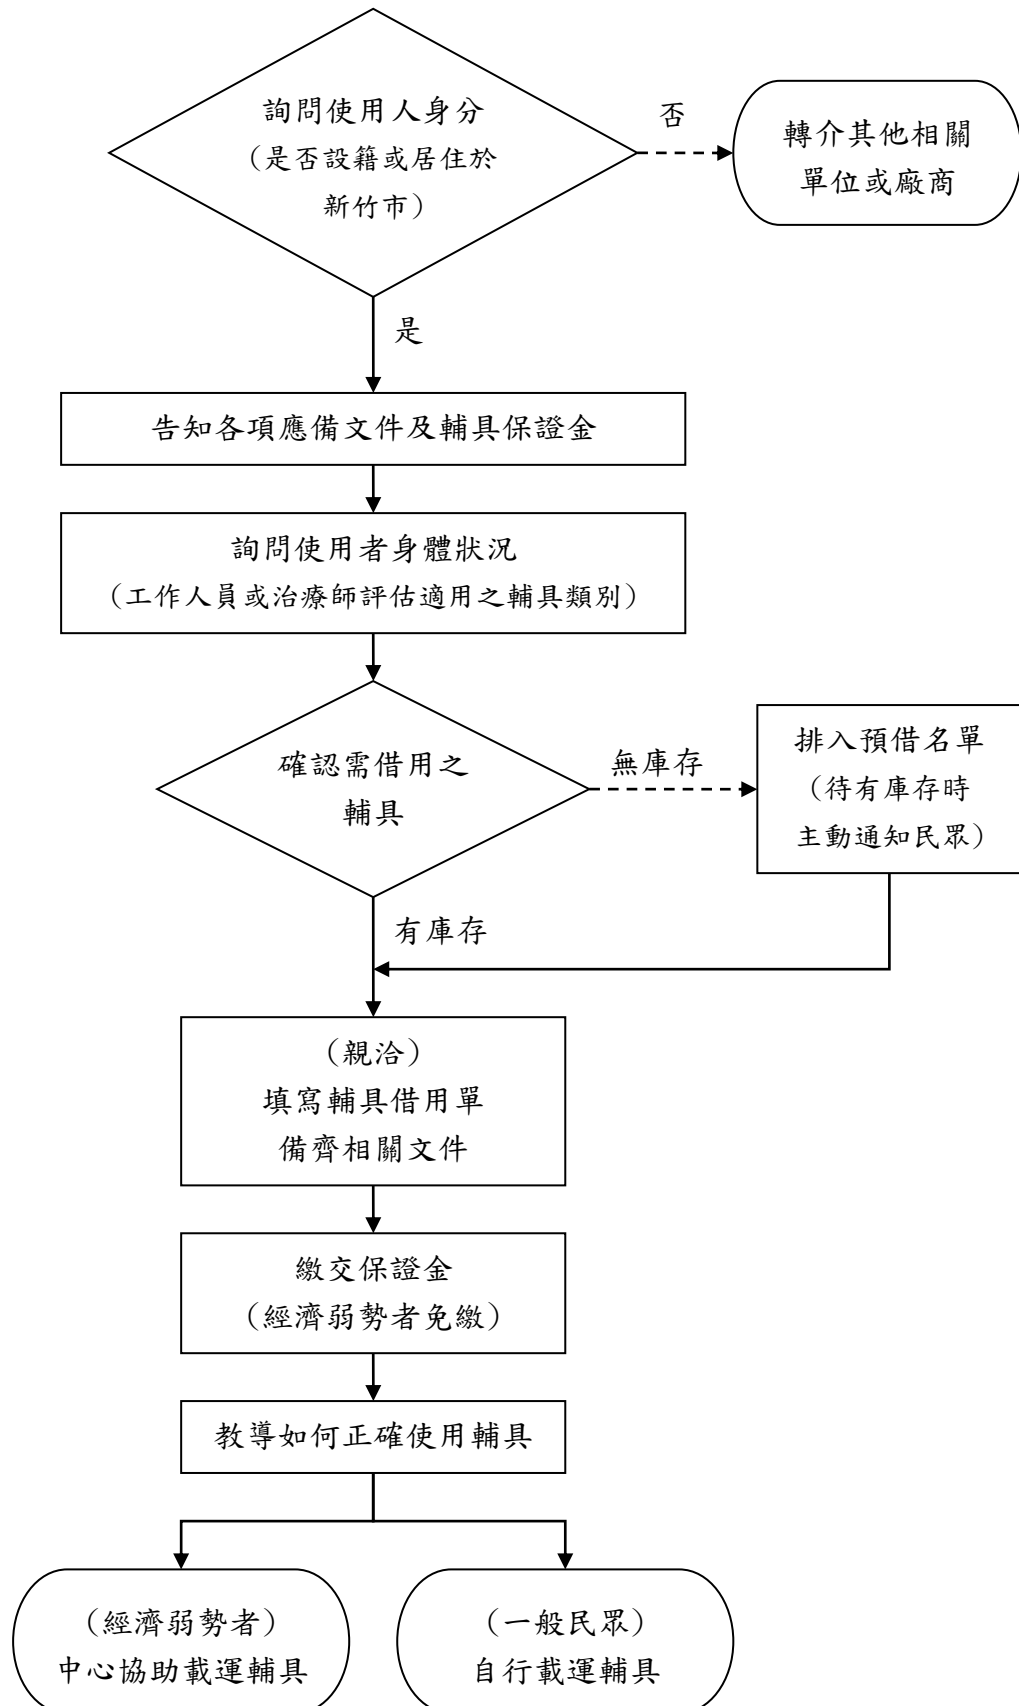 詢問使用人身分
（是否設籍或居住於
新竹市）
否
轉介其他相關
單位或廠商
是
告知各項應備文件及輔具保證金
詢問使用者身體狀況
（工作人員或治療師評估適用之輔具類別）
確認需借用之
輔具
無庫存
排入預借名單
（待有庫存時
主動通知民眾）
有庫存
（親洽）
填寫輔具借用單
備齊相關文件
繳交保證金
（經濟弱勢者免繳）
教導如何正確使用輔具
（經濟弱勢者）
中心協助載運輔具
（一般民眾）
自行載運輔具